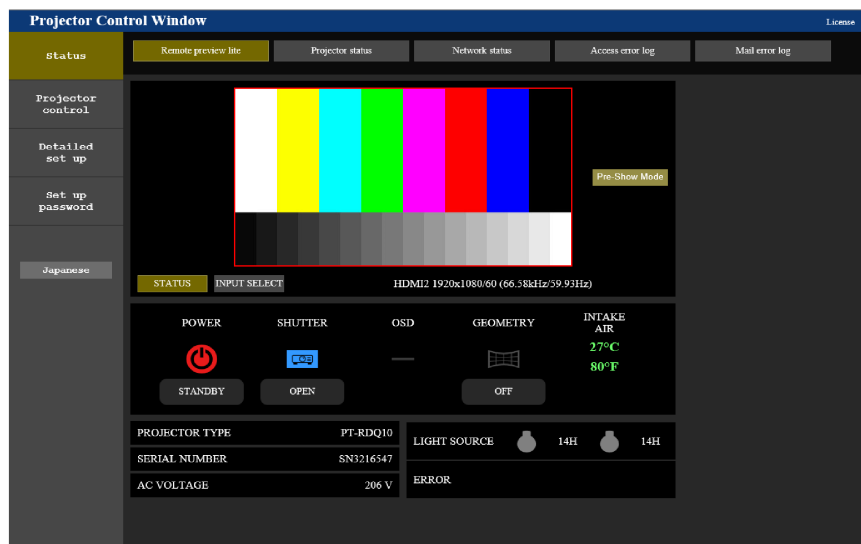 Projector Control Window
License
Status
Remote preview lite
Projector status
Network status
Access error log
Mail error log
Projector
control
Detailed
set up
Set up
password
Japanese
Pre-Show Mode
STATUS
INPUT SELECT
HDMI2 1920x1080/60 (66.58kHz/59.93Hz)
POWER
SHUTTER
OSD
GEOMETRY
INTAKE
AIR
27°C
80°F
STANDBY
OPEN
OFF
PROJECTOR TYPE PT-RDQ10
SERIAL NUMBER SN3216547
AC VOLTAGE 206 V
LIGHT SOURCE 14H 14H
ERROR